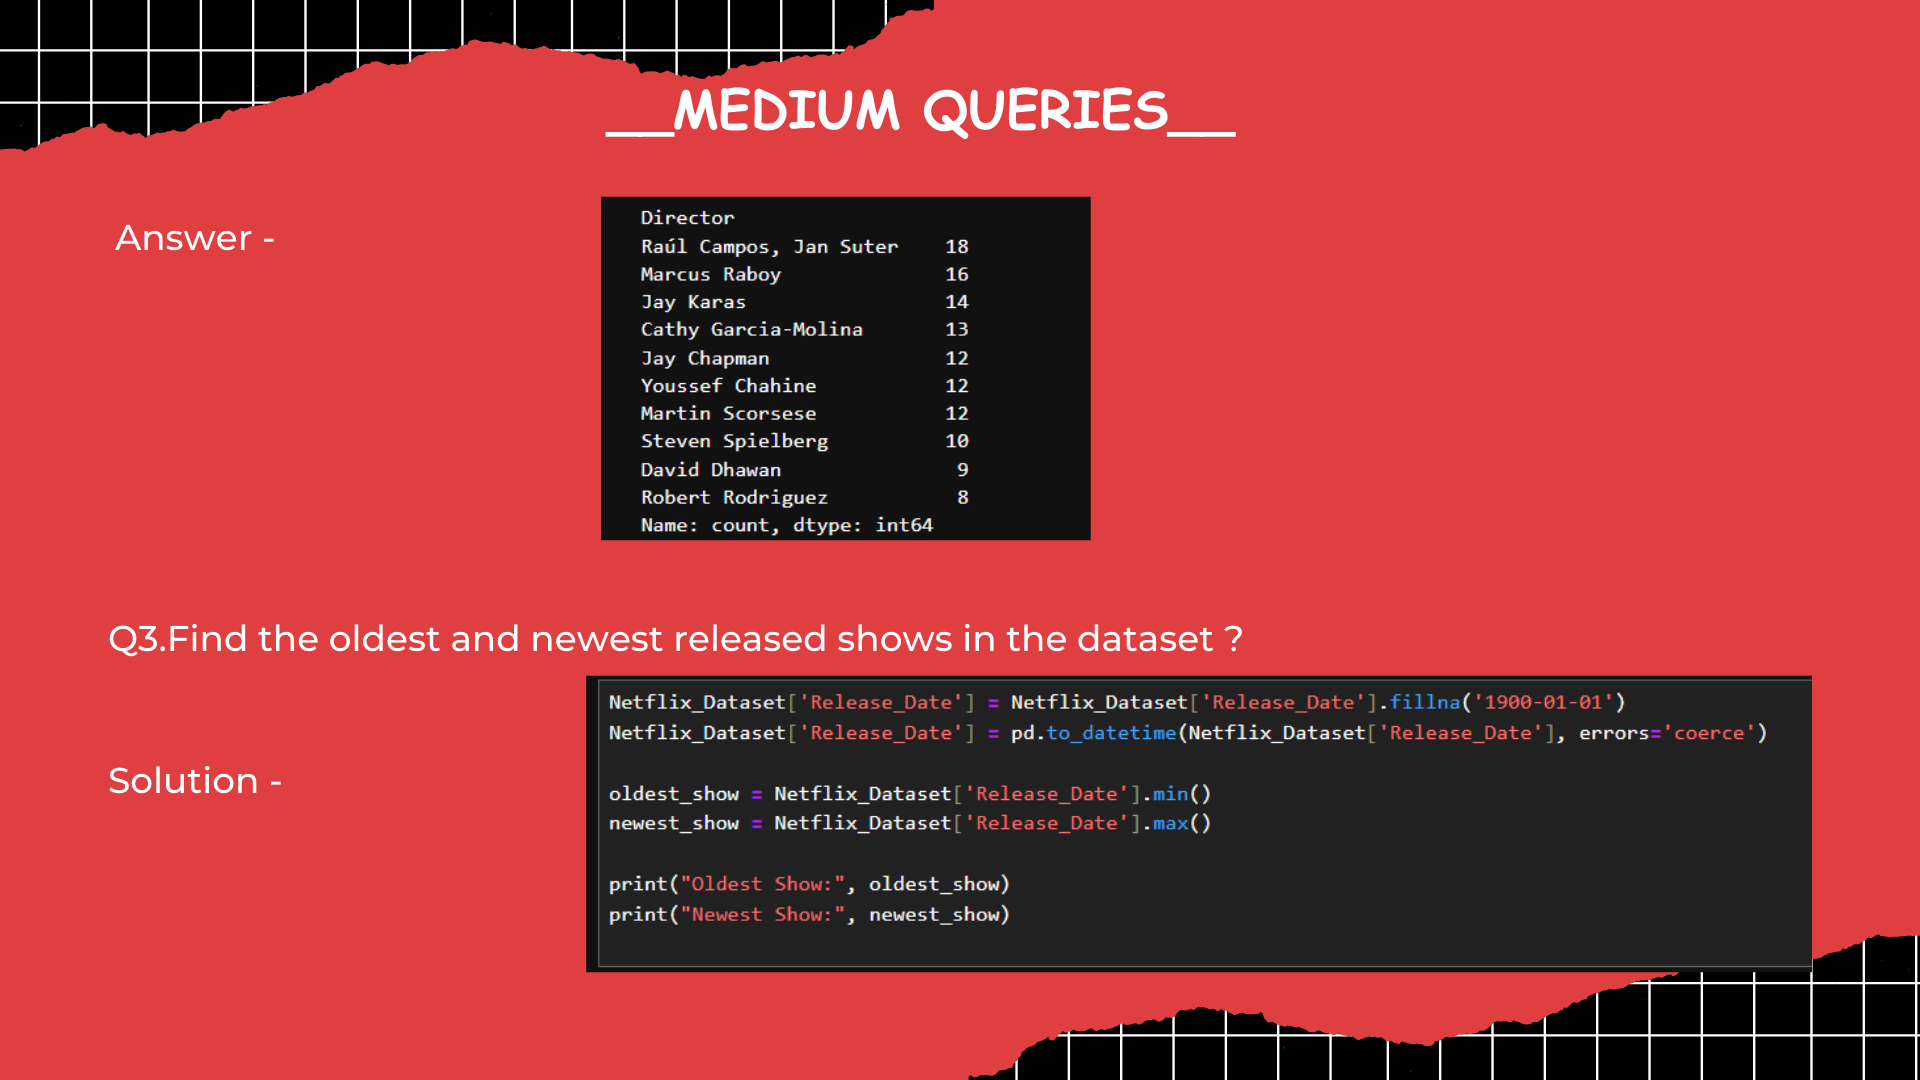 __MEDIUM QUERIES__
Answer -
Director
Raúl Campos, Jan Suter    18
Marcus Raboy              16
Jay Karas                 14
Cathy Garcia-Molina       13
Jay Chapman               12
Youssef Chahine           12
Martin Scorsese           12
Steven Spielberg          10
David Dhawan               9
Robert Rodriguez           8
Name: count, dtype: int64
Q3.Find the oldest and newest released shows in the dataset ?
Solution -
Netflix_Dataset['Release_Date'] = Netflix_Dataset['Release_Date'].fillna('1900-01-01')
Netflix_Dataset['Release_Date'] = pd.to_datetime(Netflix_Dataset['Release_Date'], errors='coerce')
oldest_show = Netflix_Dataset['Release_Date'].min()
newest_show = Netflix_Dataset['Release_Date'].max()
print("Oldest Show:", oldest_show)
print("Newest Show:", newest_show)